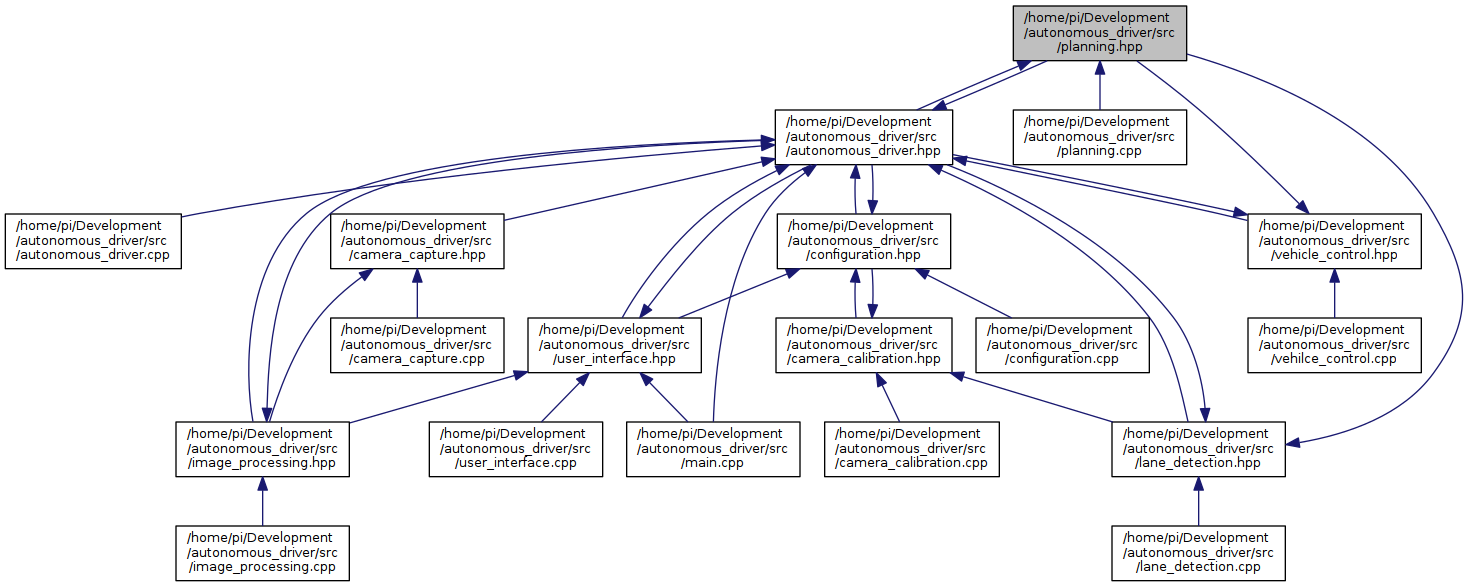 /home/pi/Development
/autonomous_driver/src
/planning.hpp
/home/pi/Development
/autonomous_driver/src
/autonomous_driver.hpp
/home/pi/Development
/autonomous_driver/src
/planning.cpp
/home/pi/Development
/autonomous_driver/src
/autonomous_driver.cpp
/home/pi/Development
/autonomous_driver/src
/camera_capture.hpp
/home/pi/Development
/autonomous_driver/src
/configuration.hpp
/home/pi/Development
/autonomous_driver/src
/vehicle_control.hpp
/home/pi/Development
/autonomous_driver/src
/camera_capture.cpp
/home/pi/Development
/autonomous_driver/src
/user_interface.hpp
/home/pi/Development
/autonomous_driver/src
/camera_calibration.hpp
/home/pi/Development
/autonomous_driver/src
/configuration.cpp
/home/pi/Development
/autonomous_driver/src
/vehilce_control.cpp
/home/pi/Development
/autonomous_driver/src
/image_processing.hpp
/home/pi/Development
/autonomous_driver/src
/user_interface.cpp
/home/pi/Development
/autonomous_driver/src
/main.cpp
/home/pi/Development
/autonomous_driver/src
/camera_calibration.cpp
/home/pi/Development
/autonomous_driver/src
/lane_detection.hpp
/home/pi/Development
/autonomous_driver/src
/image_processing.cpp
/home/pi/Development
/autonomous_driver/src
/lane_detection.cpp